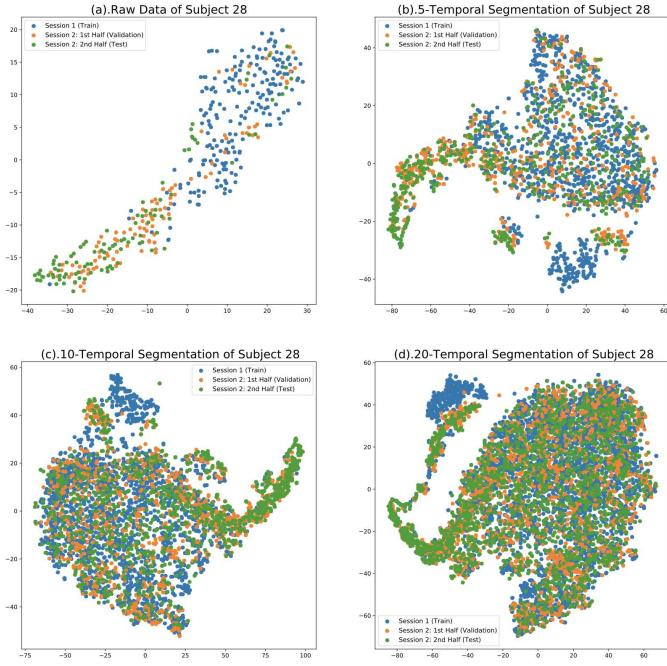 (a).Raw Data of Subject 28
Session 1 (Train)
Session 2: 1st Half (Validation)
Session 2: 2nd Half (Test)
20
15
10
5
0
−5
−10
−15
−20
−40 −30 −20 −10 0 10 20 30
(b).5-Temporal Segmentation of Subject 28
Session 1 (Train)
Session 2: 1st Half (Validation)
Session 2: 2nd Half (Test)
40
20
0
−20
−40
−80 −60 −40 −20 0 20 40 60
(c).10-Temporal Segmentation of Subject 28
Session 1 (Train)
Session 2: 1st Half (Validation)
Session 2: 2nd Half (Test)
60
40
20
0
−20
−40
−75 −50 −25 0 25 50 75 100
(d).20-Temporal Segmentation of Subject 28
60
40
20
0
−20
−40
−60
Session 1 (Train)
Session 2: 1st Half (Validation)
Session 2: 2nd Half (Test)
−80 −60 −40 −20 0 20 40 60